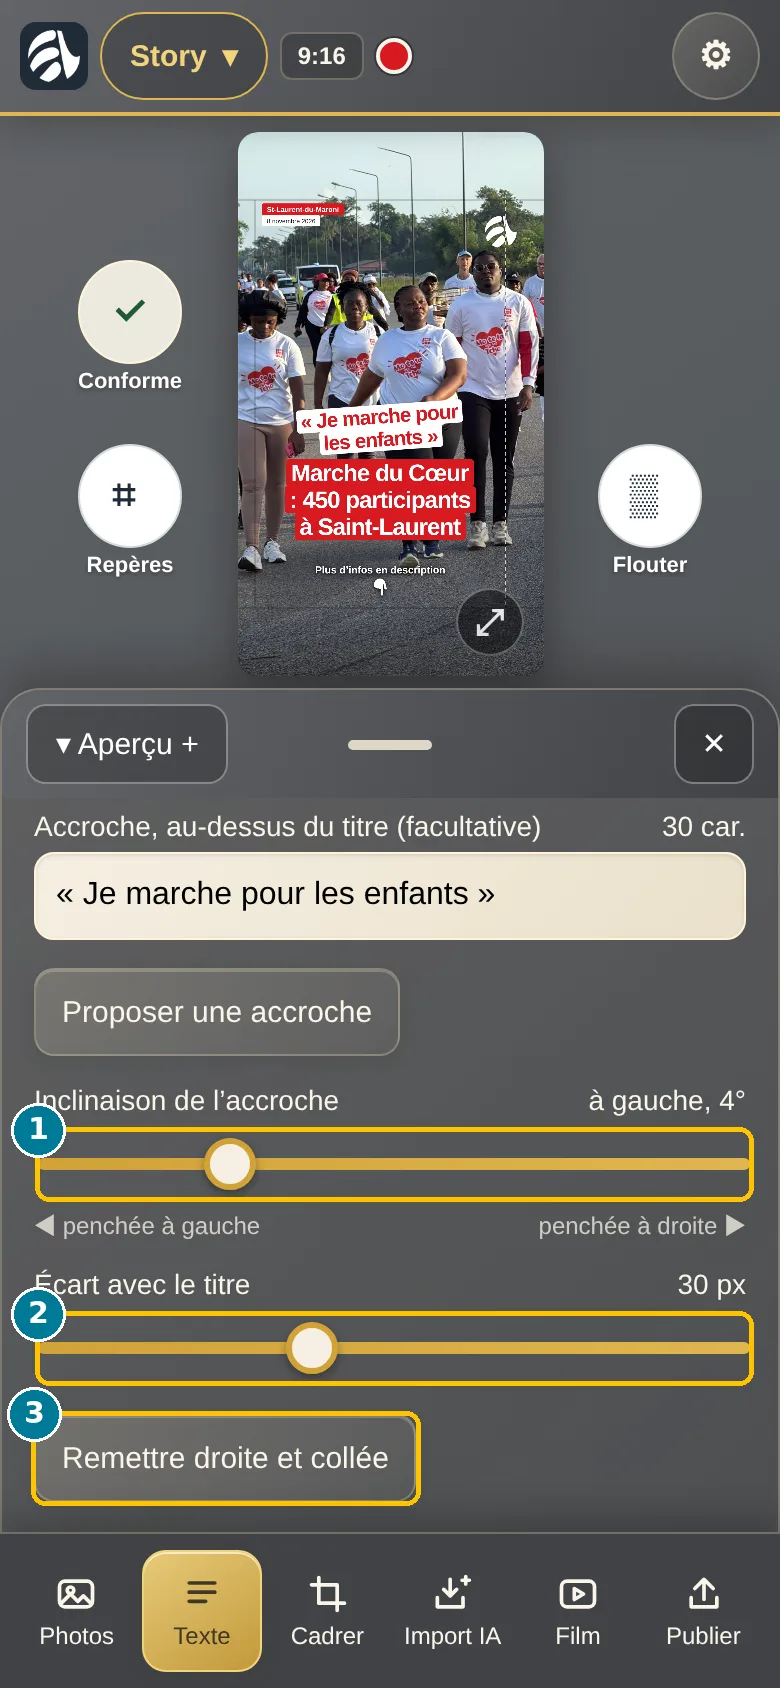 Story ▼
9:16
St-Laurent-du-Maroni
8 novembre 2026
Conforme
Repères
Flouter
« Je marche pour
les enfants »
Marche du Cœur
: 450 participants
à Saint-Laurent
Plus d’infos en description
▾ Aperçu +
✕
Accroche, au-dessus du titre (facultative)
30 car.
« Je marche pour les enfants »
Proposer une accroche
Inclinaison de l’accroche
à gauche, 4°
1
◀ penchée à gauche
penchée à droite ▶
Écart avec le titre
30 px
2
3
Remettre droite et collée
Photos
Texte
Cadrer
Import IA
Film
Publier